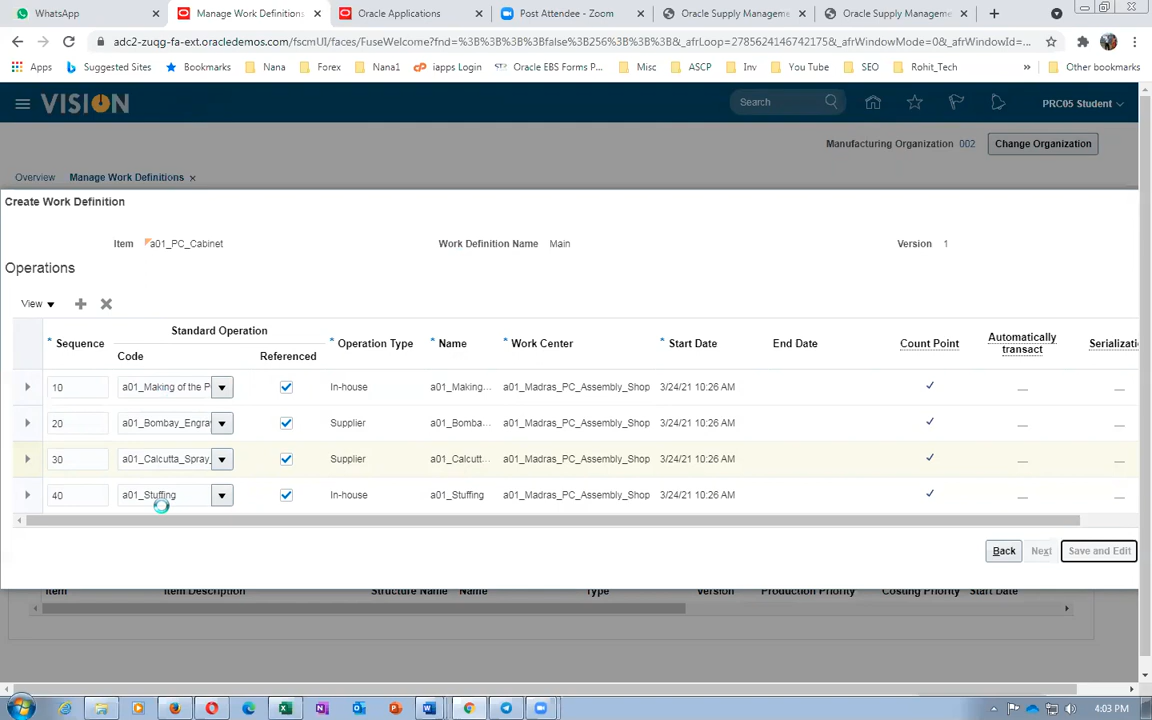 WhatsApp
Manage Work Definitions
Oracle Applications
Post Attendee - Zoom
Oracle Supply Manageme
Oracle Supply Manageme
adc2-zuqg-fa-ext.oracledemos.com/fscmUI/faces/FuseWelcome?fnd=%3B%3B%3B%3Bfalse%3B256%3B%3B%3B&_afrLoop=27856241467421 75&_afrWindowMode=0&_afrWindowId=...
Apps Suggested Sites Bookmarks Nana Forex Nana1 iapps Login Oracle EBS Forms P... Misc ASCP Inv You Tube SEO Rohit_Tech » Other bookmarks
VISION Search PRC05 Student
Manufacturing Organization 002 Change Organization
Overview Manage Work Definitions
Create Work Definition
Item a01_PC_Cabinet Work Definition Name Main Version 1
Operations
View
* Sequence Standard Operation * Operation Type * Name * Work Center * Start Date End Date Count Point Automatically transact Serializati
Code Referenced
10 a01_Making of the P In-house a01_Making... a01_Madras_PC_Assembly_Shop 3/24/21 10:26 AM
20 a01_Bombay_Engra Supplier a01_Bomba... a01_Madras_PC_Assembly_Shop 3/24/21 10:26 AM
30 a01_Calcutta_Spray_ Supplier a01_Calcutt... a01_Madras_PC_Assembly_Shop 3/24/21 10:26 AM
40 a01_Stuffing In-house a01_Stuffing a01_Madras_PC_Assembly_Shop 3/24/21 10:26 AM
Back Next Save and Edit
Item Item Description Structure Name Name Type Version Production Priority Costing Priority Start Date
4:03 PM